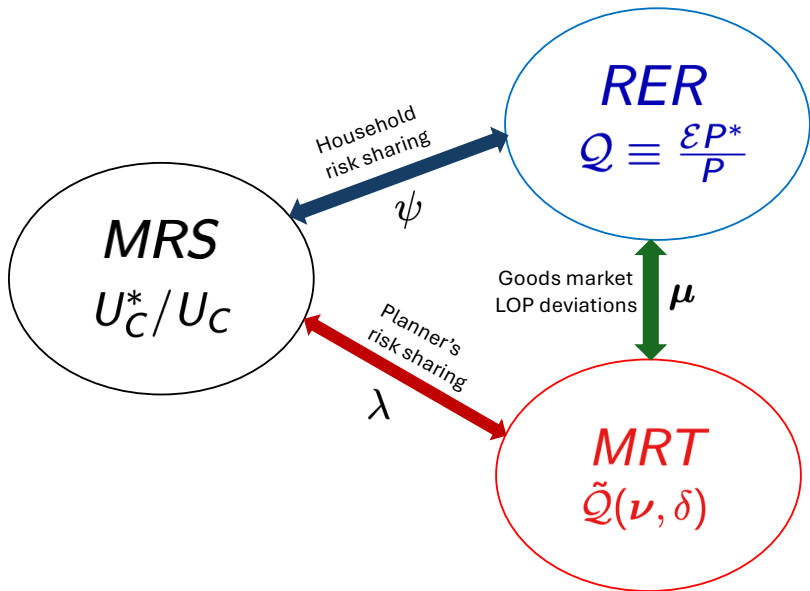 RER
𝒬 ≡ ℰP* / P
Household
risk sharing
ψ
MRS
U*_C / U_C
Goods market
LOP deviations
μ
Planner's
risk sharing
λ
MRT
𝒬̃(ν, δ)